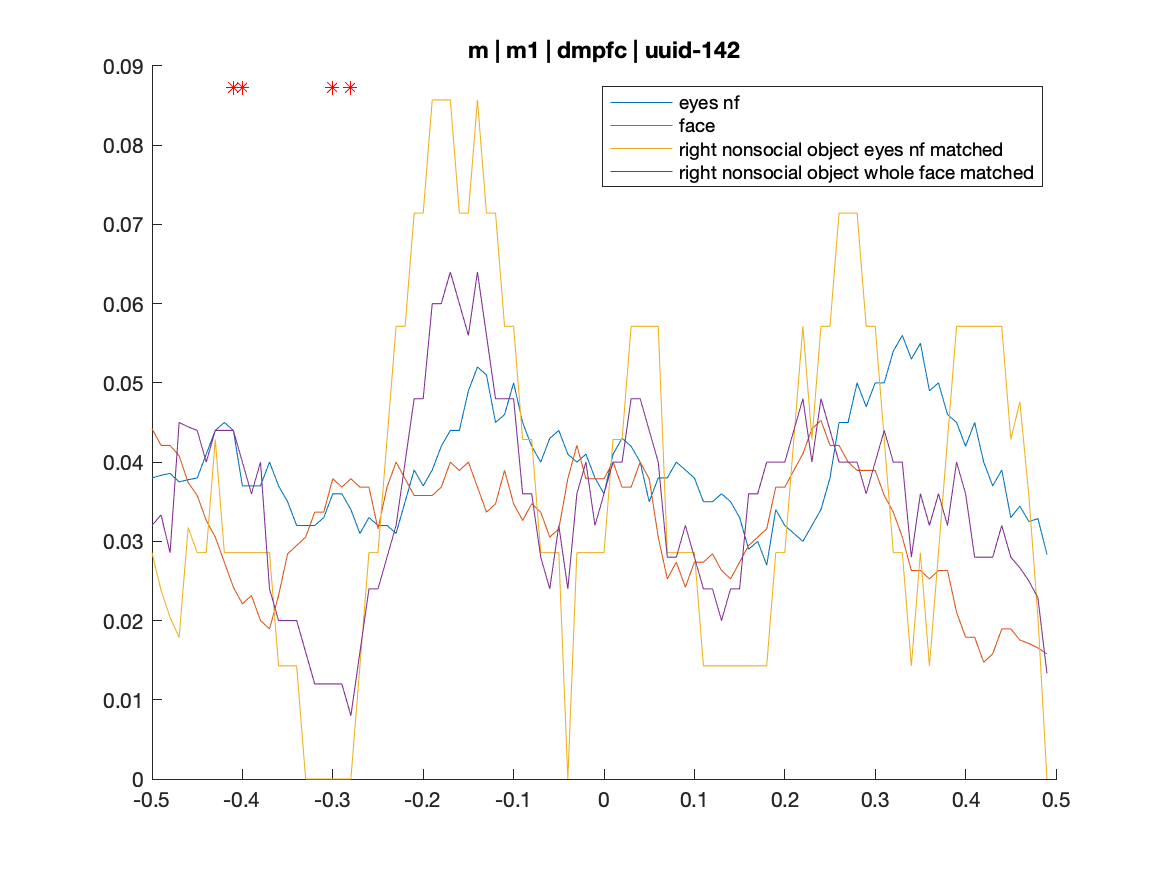 m | m1 | dmpfc | uuid-142
0.09
0.08
0.07
0.06
0.05
0.04
0.03
0.02
0.01
0
eyes nf
face
right nonsocial object eyes nf matched
right nonsocial object whole face matched
-0.5 -0.4 -0.3 -0.2 -0.1 0 0.1 0.2 0.3 0.4 0.5